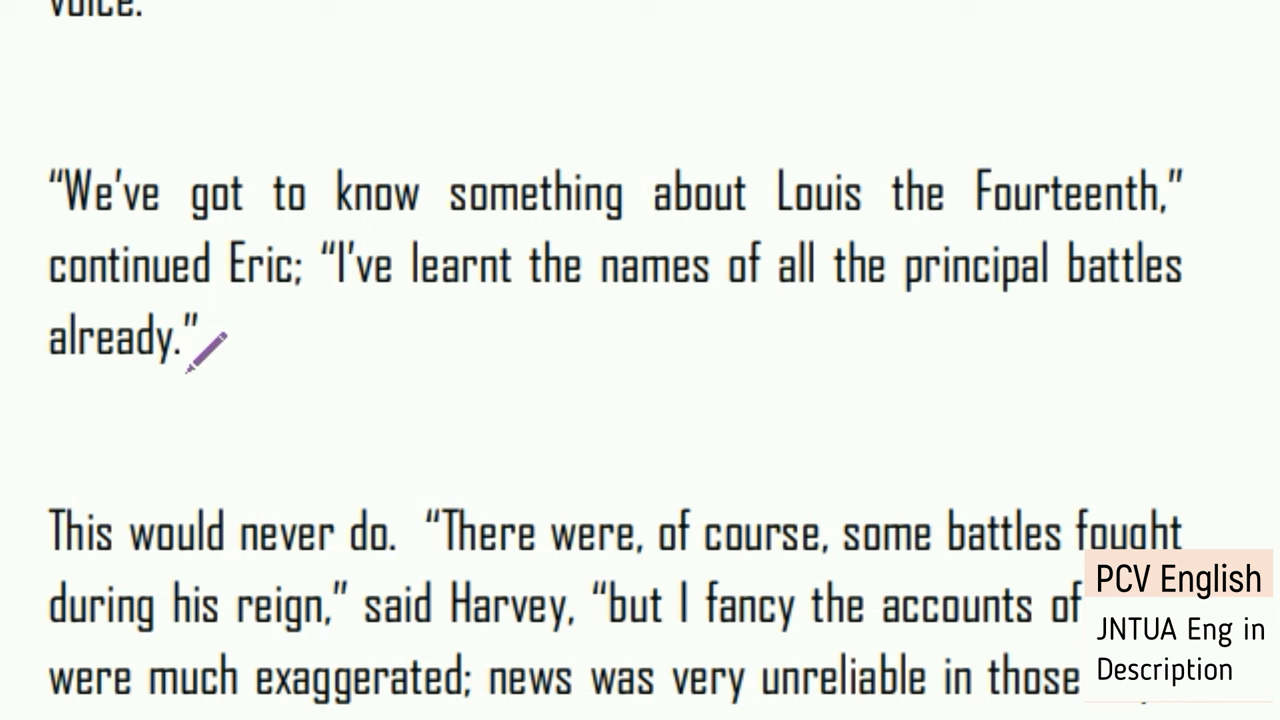 voice.
“We’ve got to know something about Louis the Fourteenth,”
continued Eric; “I’ve learnt the names of all the principal battles
already.”
This would never do. “There were, of course, some battles fought
during his reign,” said Harvey, “but I fancy the accounts of
were much exaggerated; news was very unreliable in those
PCV English
JNTUA Eng in
Description